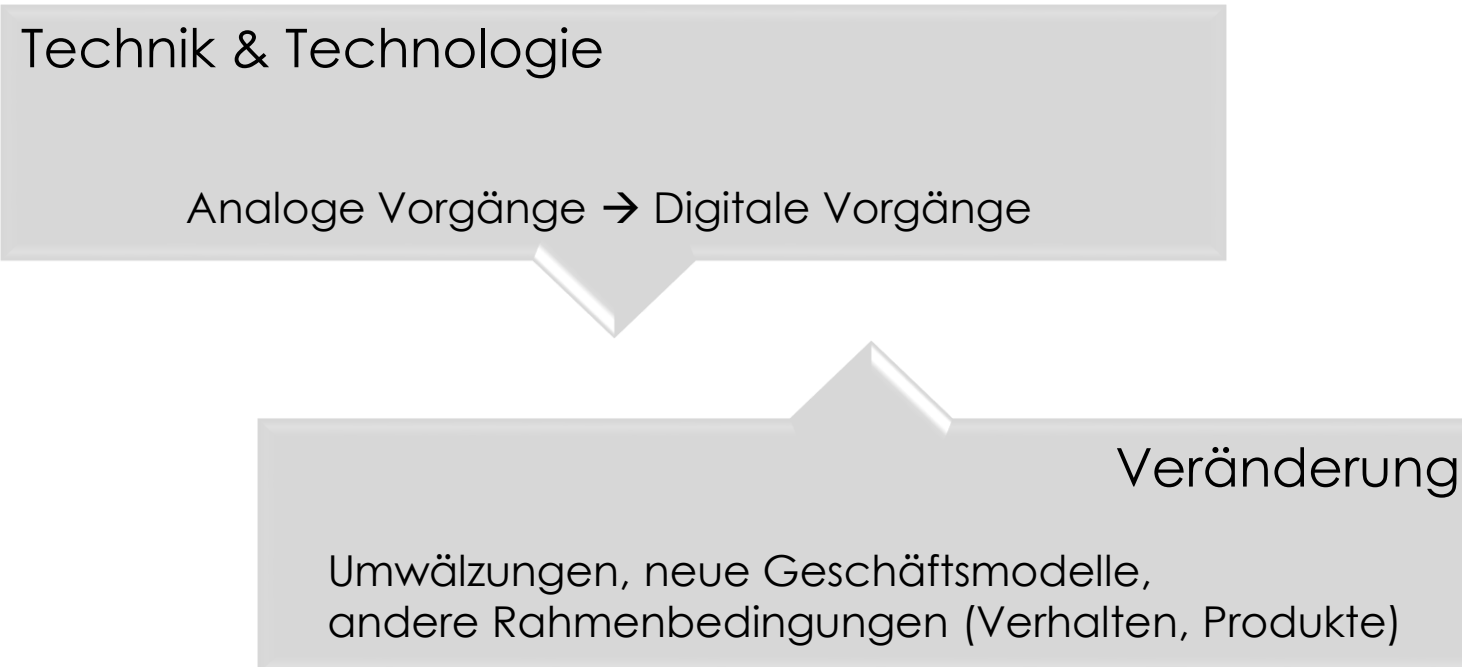 Technik & Technologie
Analoge Vorgänge → Digitale Vorgänge
Veränderung
Umwälzungen, neue Geschäftsmodelle,
andere Rahmenbedingungen (Verhalten, Produkte)